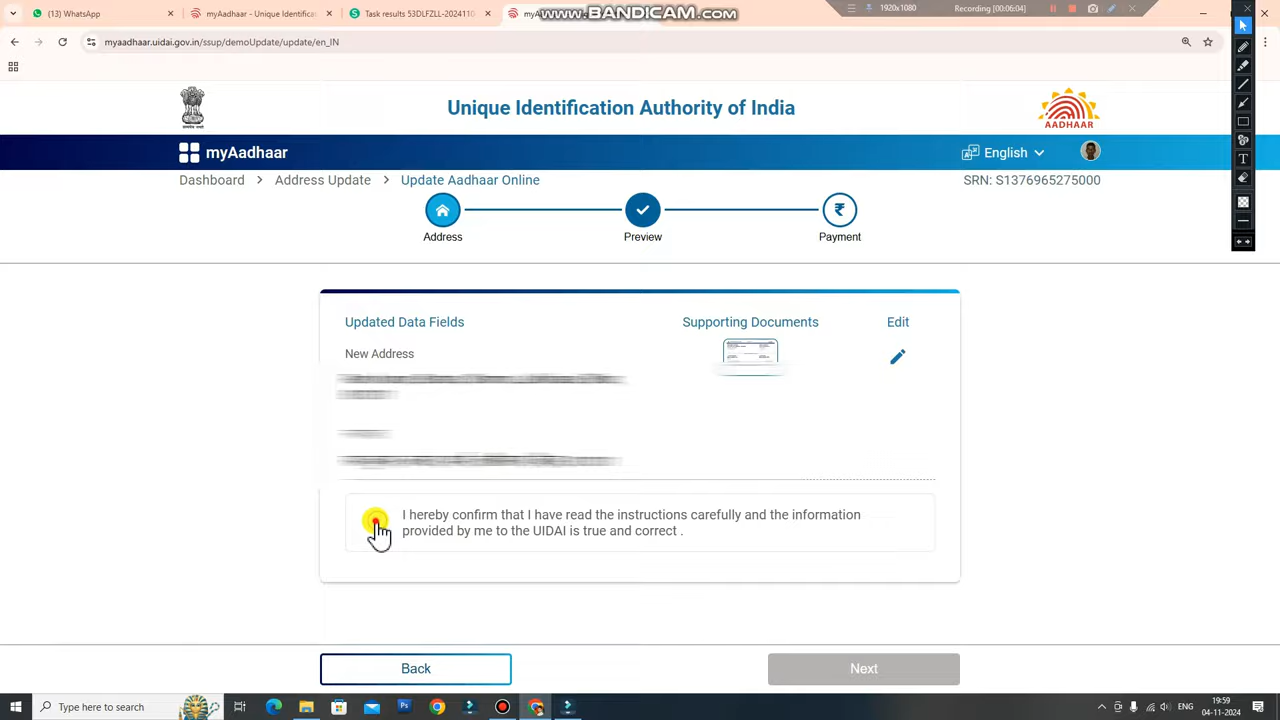 (10) WhatsApp
myAadhaar - Unique Identificati
Task results 53DLFZLL-2024110
www.BANDICAM.com
1920x1080
Recording [00:06:04]
myaadhaar.uidai.gov.in/ssup/demoUpdate/update/en_IN
Unique Identification Authority of India
AADHAAR
myAadhaar
English
Dashboard > Address Update > Update Aadhaar Online
SRN: S1376965275000
₹
Address
Preview
Payment
Updated Data Fields
Supporting Documents
Edit
New Address
I hereby confirm that I have read the instructions carefully and the information
provided by me to the UIDAI is true and correct .
Back
Next
Type here to search
ENG
19:59
04-11-2024